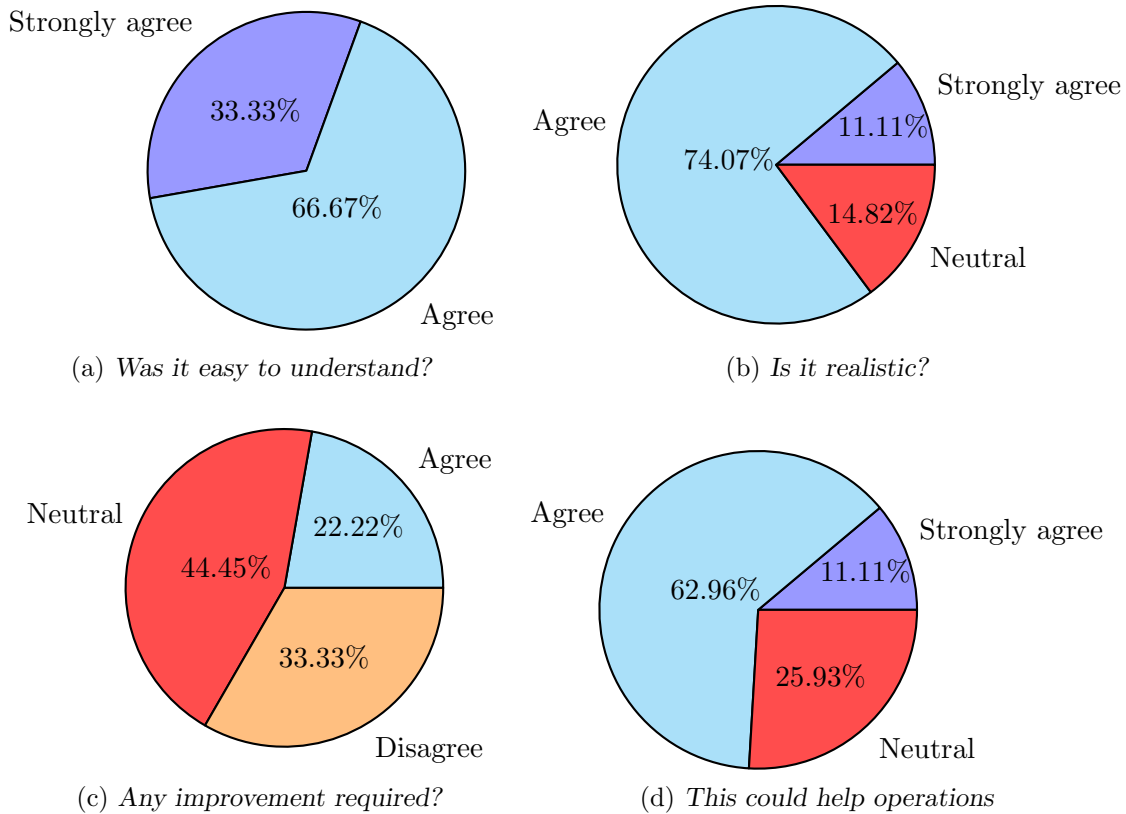 Strongly agree
33.33%
66.67%
Agree
(a) Was it easy to understand?
Agree
74.07%
Strongly agree
11.11%
14.82%
Neutral
(b) Is it realistic?
Neutral
44.45%
Agree
22.22%
33.33%
Disagree
(c) Any improvement required?
Agree
62.96%
Strongly agree
11.11%
25.93%
Neutral
(d) This could help operations